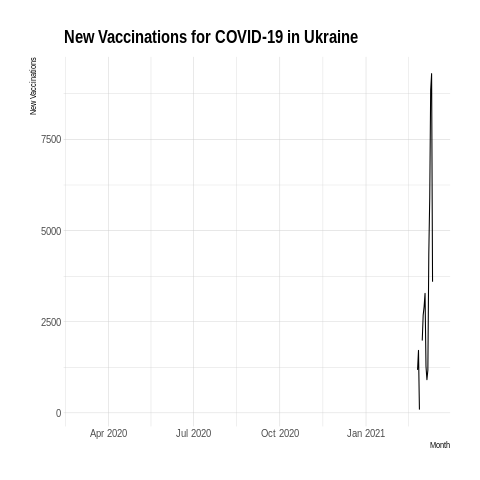 New Vaccinations for COVID-19 in Ukraine
New Vaccinations
7500
5000
2500
0
Apr 2020 Jul 2020 Oct 2020 Jan 2021
Month